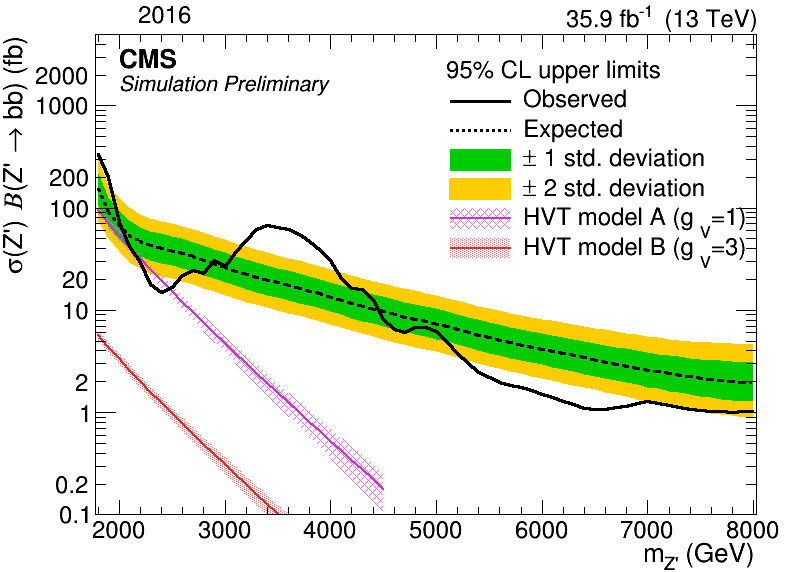 2016
35.9 fb⁻¹ (13 TeV)
CMS
Simulation Preliminary
95% CL upper limits
Observed
Expected
± 1 std. deviation
± 2 std. deviation
HVT model A (g_v=1)
HVT model B (g_v=3)
σ(Z') B(Z' → bb) (fb)
2000
1000
200
100
20
10
2
1
0.2
0.1
2000 3000 4000 5000 6000 7000 8000
m_Z' (GeV)